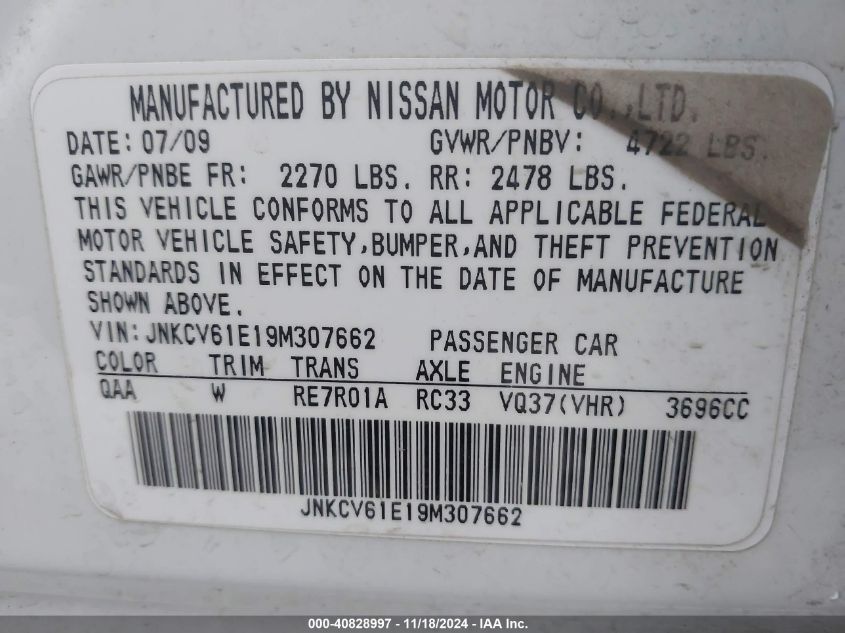 MANUFACTURED BY NISSAN MOTOR CO.,LTD.
DATE: 07/09 GVWR/PNBV: 4722 LBS.
GAWR/PNBE FR: 2270 LBS. RR: 2478 LBS.
THIS VEHICLE CONFORMS TO ALL APPLICABLE FEDERAL
MOTOR VEHICLE SAFETY,BUMPER,AND THEFT PREVENTION
STANDARDS IN EFFECT ON THE DATE OF MANUFACTURE
SHOWN ABOVE.
VIN: JNKCV61E19M307662 PASSENGER CAR
COLOR TRIM TRANS AXLE ENGINE
QAA W RE7R01A RC33 VQ37(VHR) 3696CC
JNKCV61E19M307662
000-40828997 - 11/18/2024 - IAA Inc.